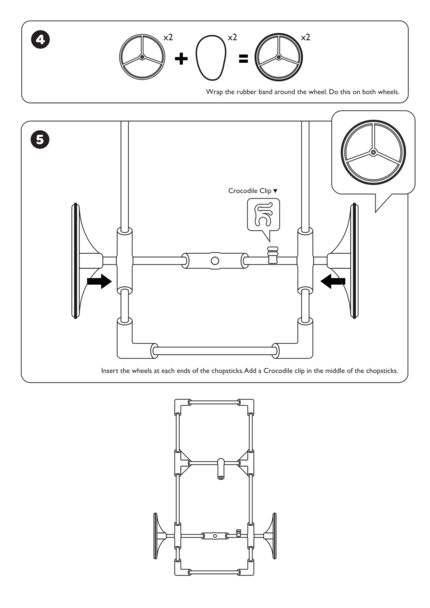 4
x2
x2
x2
Wrap the rubber band around the wheel. Do this on both wheels.
5
Crocodile Clip ▼
Insert the wheels at each ends of the chopsticks.Add a Crocodile clip in the middle of the chopsticks.